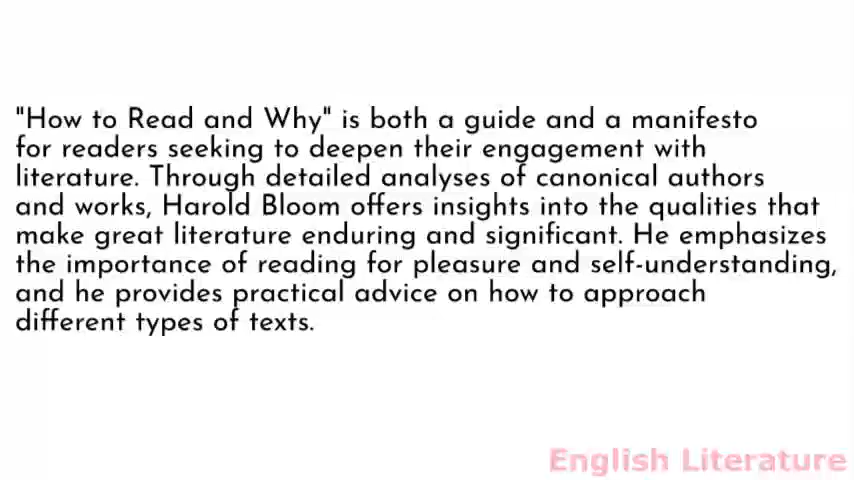 "How to Read and Why" is both a guide and a manifesto
for readers seeking to deepen their engagement with
literature. Through detailed analyses of canonical authors
and works, Harold Bloom offers insights into the qualities that
make great literature enduring and significant. He emphasizes
the importance of reading for pleasure and self-understanding,
and he provides practical advice on how to approach
different types of texts.
English Literature